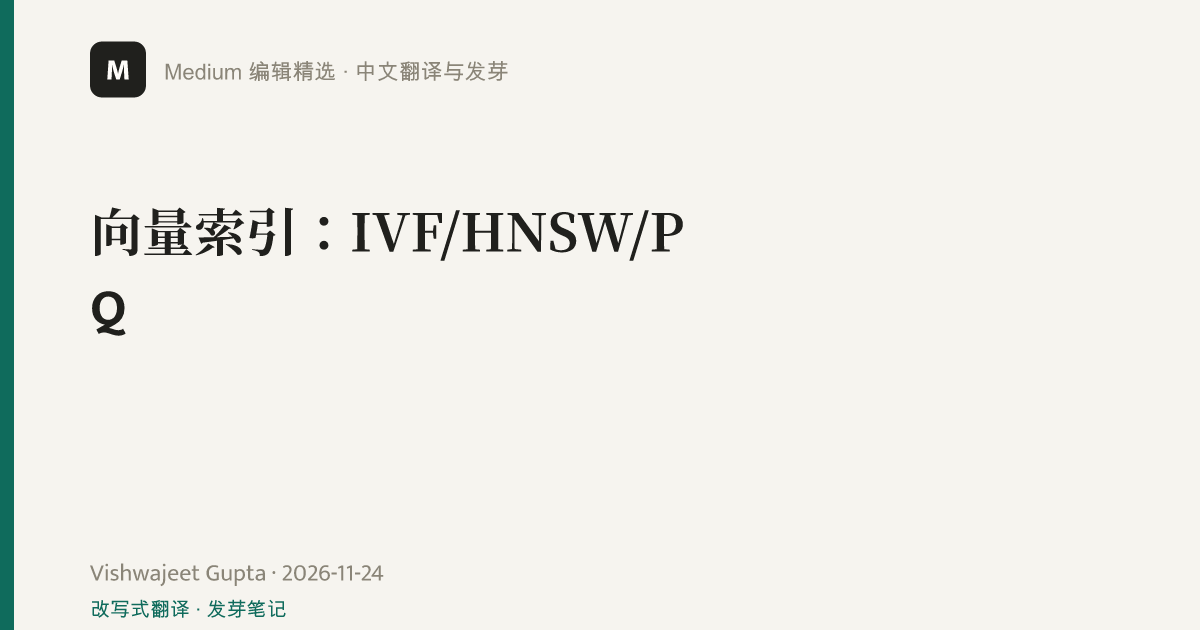 M
Medium 编辑精选 · 中文翻译与发芽
向量索引：IVF/HNSW/P
Q
Vishwajeet Gupta · 2026-11-24
改写式翻译 · 发芽笔记